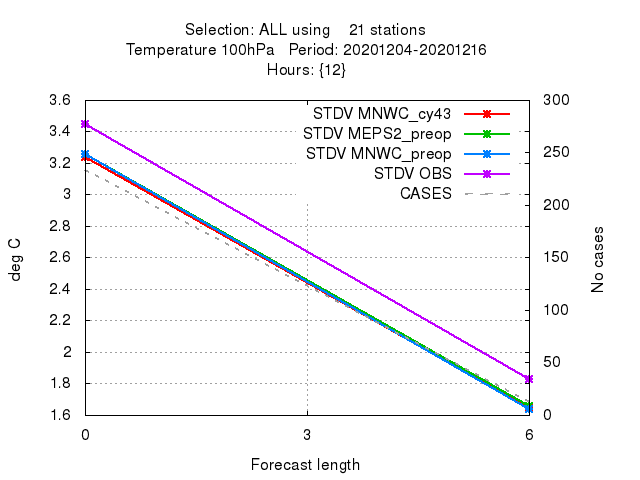 Selection: ALL using    21 stations
Temperature 100hPa   Period: 20201204-20201216
Hours: {12}
3.6
3.4
3.2
3
2.8
2.6
2.4
2.2
2
1.8
1.6
deg C
STDV MNWC_cy43
STDV MEPS2_preop
STDV MNWC_preop
STDV OBS
CASES
300
250
200
150
100
50
0
No cases
0 3 6
Forecast length